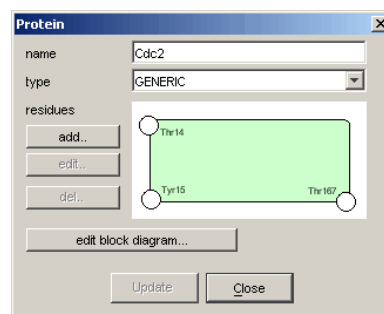 Protein
name Cdc2
type GENERIC
residues
add..
edit..
del..
Thr14
Tyr15 Thr167
edit block diagram...
Update Close